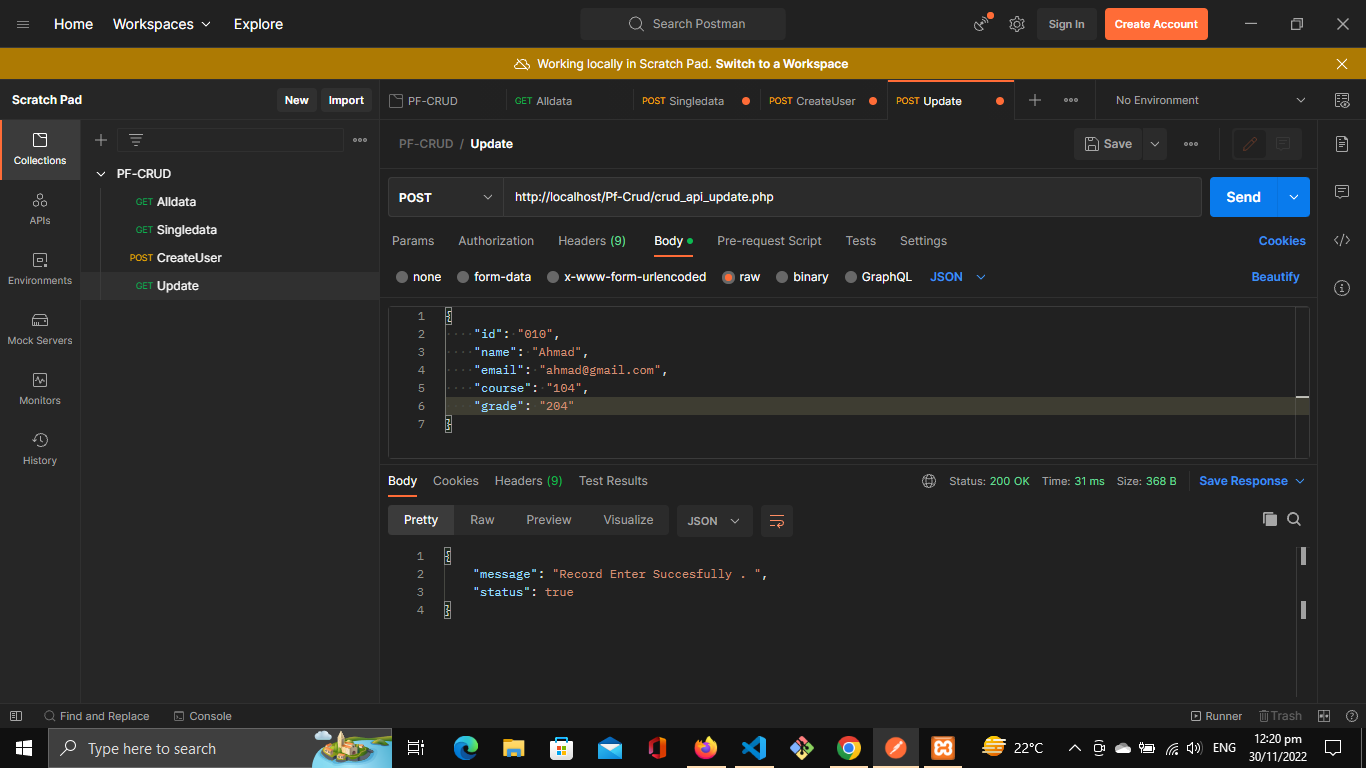 Home Workspaces Explore Search Postman Sign In Create Account
Working locally in Scratch Pad. Switch to a Workspace
Scratch Pad New Import PF-CRUD GET Alldata POST Singledata POST CreateUser POST Update No Environment
Collections
APIs
Environments
Mock Servers
Monitors
History
PF-CRUD
GET Alldata
GET Singledata
POST CreateUser
GET Update
PF-CRUD / Update Save
POST http://localhost/Pf-Crud/crud_api_update.php Send
Params Authorization Headers (9) Body Pre-request Script Tests Settings Cookies
none form-data x-www-form-urlencoded raw binary GraphQL JSON Beautify
1 {
2 "id": "010",
3 "name": "Ahmad",
4 "email": "ahmad@gmail.com",
5 "course": "104",
6 "grade": "204"
7 }
Body Cookies Headers (9) Test Results Status: 200 OK Time: 31 ms Size: 368 B Save Response
Pretty Raw Preview Visualize JSON
1 {
2 "message": "Record Enter Succesfully . ",
3 "status": true
4 }
Find and Replace Console Runner Trash
Type here to search 22°C ENG 12:20 pm
30/11/2022